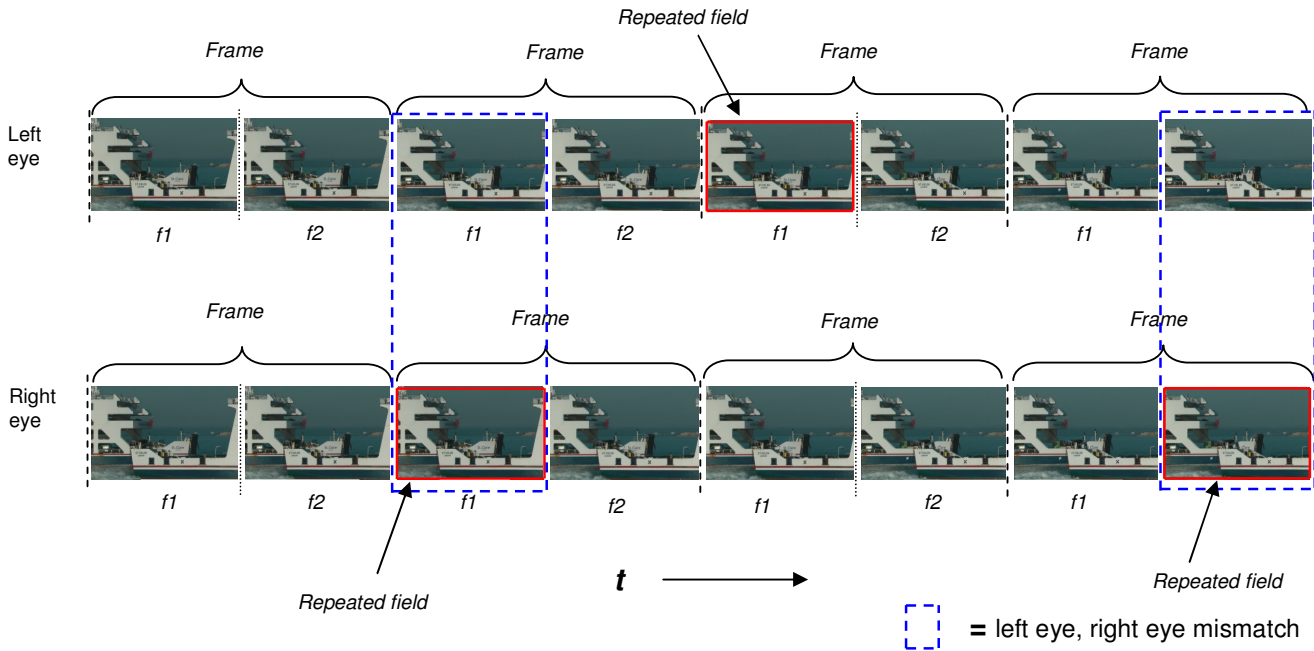 Repeated field
Frame
Frame
Frame
Frame
Left
eye
f1
f2
f1
f2
f1
f2
f1
Frame
Frame
Frame
Frame
Right
eye
f1
f2
f1
f2
f1
f2
f1
t
Repeated field
Repeated field
= left eye, right eye mismatch